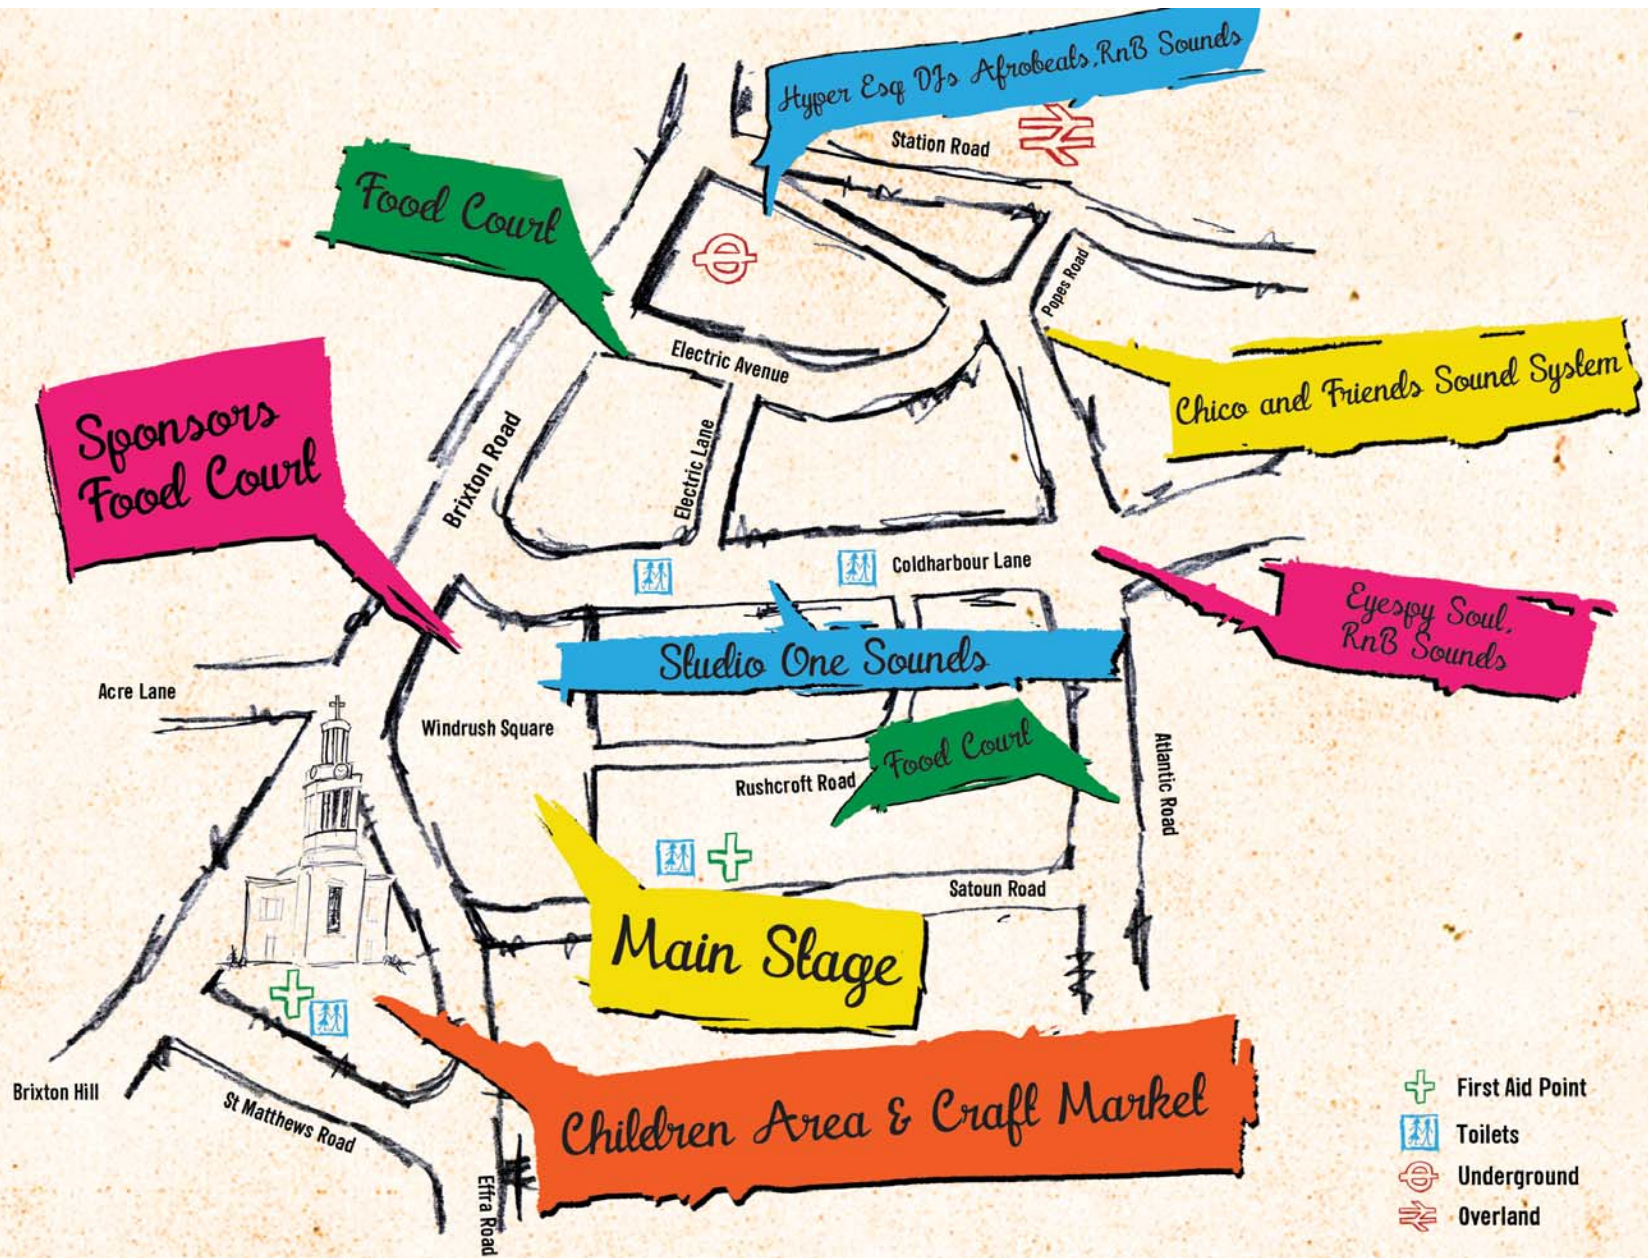 Hyper Esq DJs Afrobeats,RnB Sounds
Station Road
Food Court
Popes Road
Electric Avenue
Chico and Friends Sound System
Sponsors
Food Court
Brixton Road
Electric Lane
Coldharbour Lane
Eyespy Soul,
RnB Sounds
Studio One Sounds
Acre Lane
Windrush Square
Food Court
Rushcroft Road
Atlantic Road
Satoun Road
Main Stage
Children Area & Craft Market
Brixton Hill
St Matthews Road
Effra Road
First Aid Point
Toilets
Underground
Overland